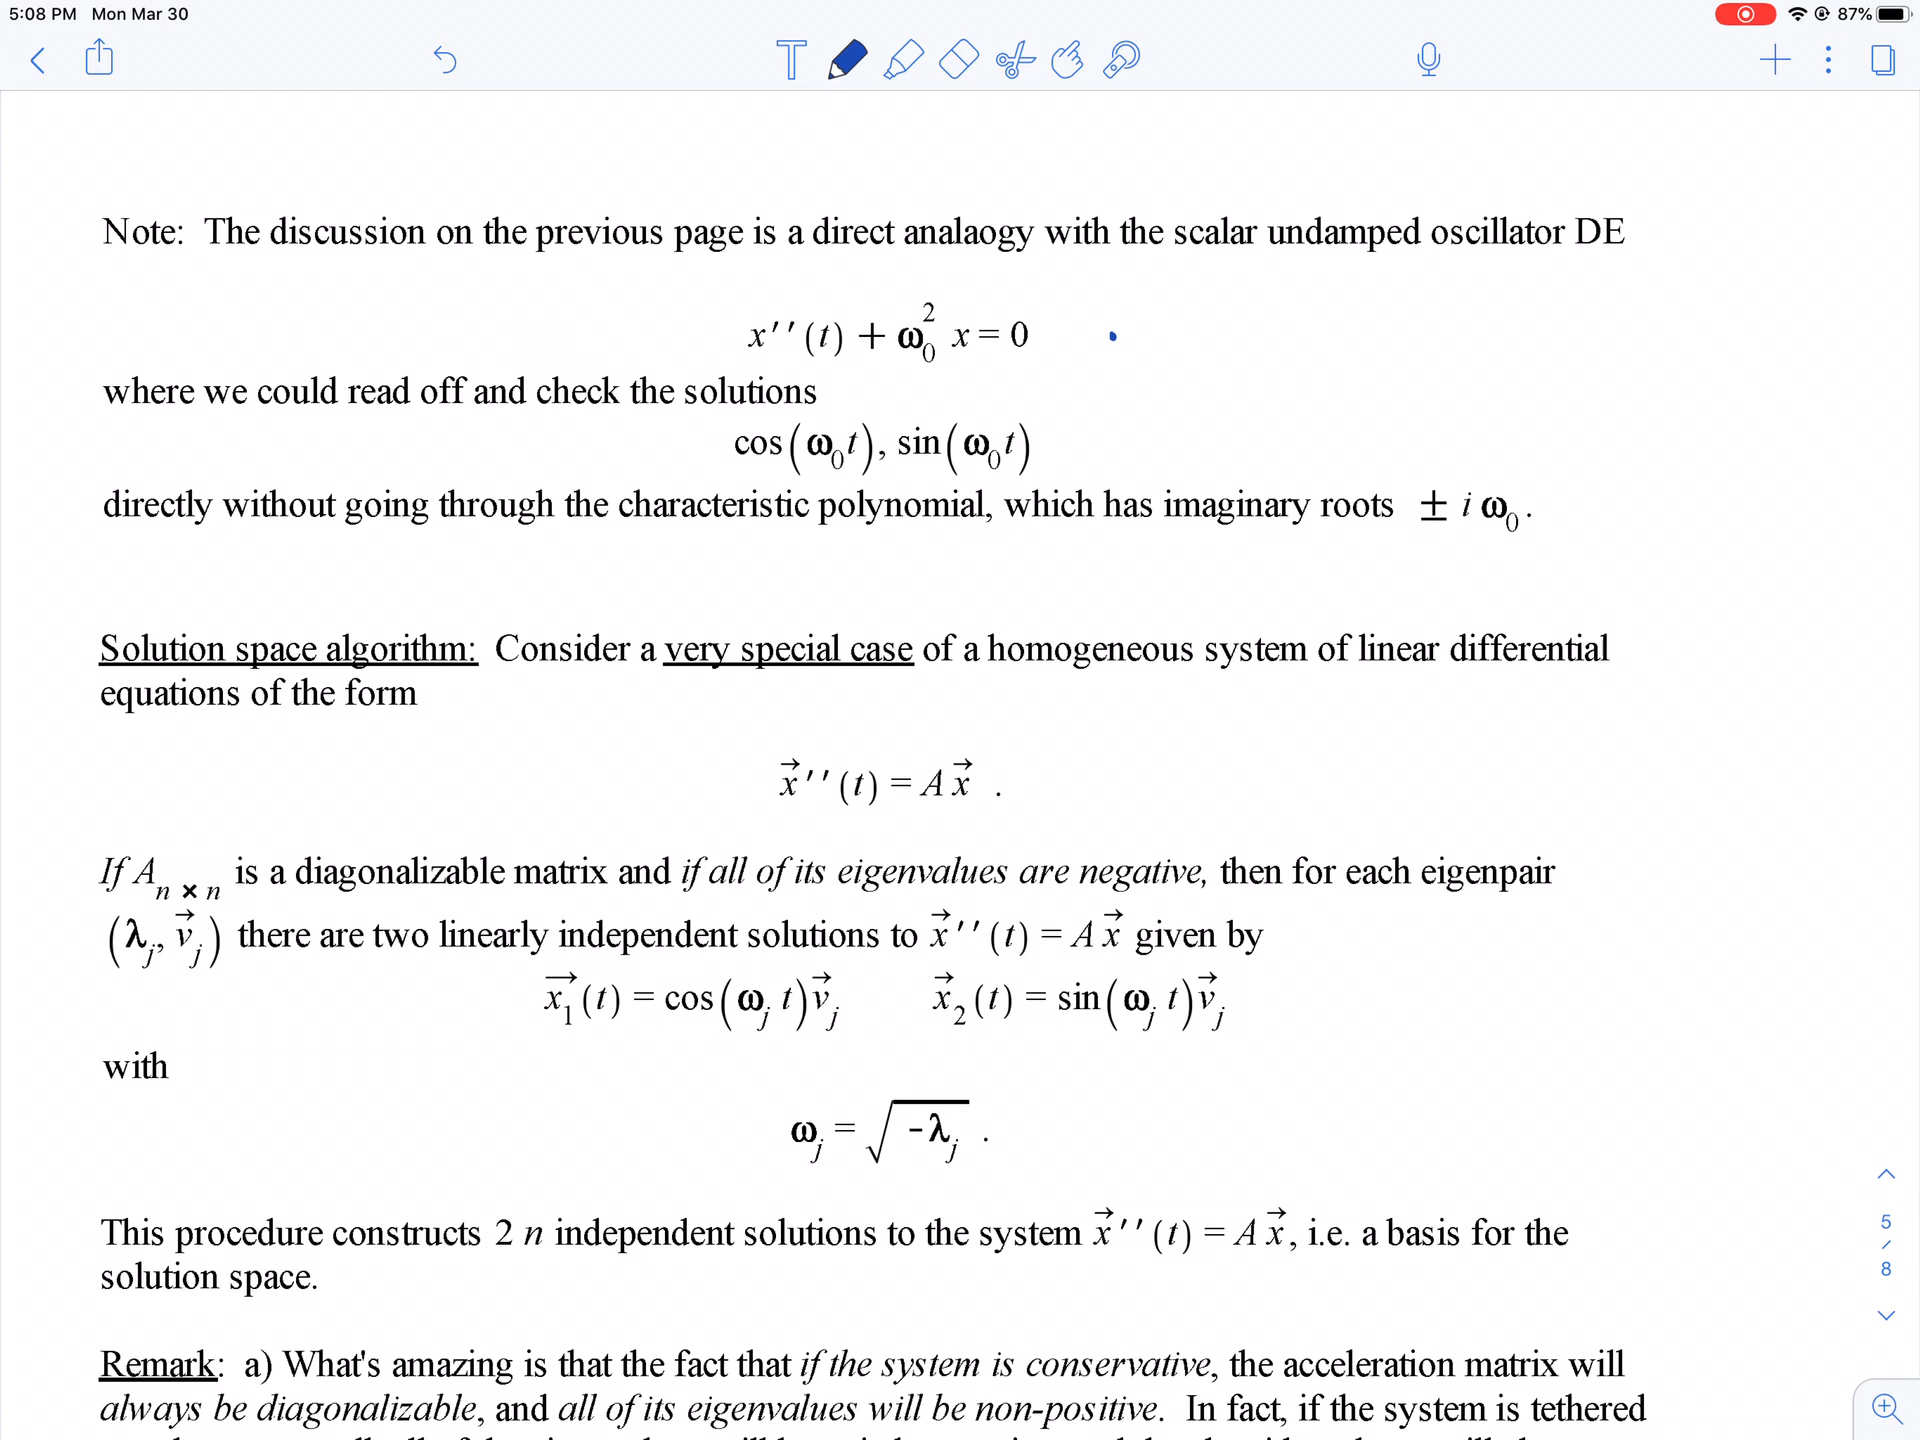 5:08 PM Mon Mar 30
87%
Note: The discussion on the previous page is a direct analaogy with the scalar undamped oscillator DE
x′′(t) + ω₀² x = 0
where we could read off and check the solutions
cos(ω₀t), sin(ω₀t)
directly without going through the characteristic polynomial, which has imaginary roots ± i ω₀.
Solution space algorithm: Consider a very special case of a homogeneous system of linear differential
equations of the form
x⃗′′(t) = A x⃗ .
If Aₙ ₓ ₙ is a diagonalizable matrix and if all of its eigenvalues are negative, then for each eigenpair
(λⱼ, v⃗ⱼ) there are two linearly independent solutions to x⃗′′(t) = A x⃗ given by
x⃗₁(t) = cos(ωⱼ t)v⃗ⱼ x⃗₂(t) = sin(ωⱼ t)v⃗ⱼ
with
ωⱼ = √(-λⱼ) .
This procedure constructs 2 n independent solutions to the system x⃗′′(t) = A x⃗, i.e. a basis for the
solution space.
Remark: a) What's amazing is that the fact that if the system is conservative, the acceleration matrix will
always be diagonalizable, and all of its eigenvalues will be non-positive. In fact, if the system is tethered
5
/
8